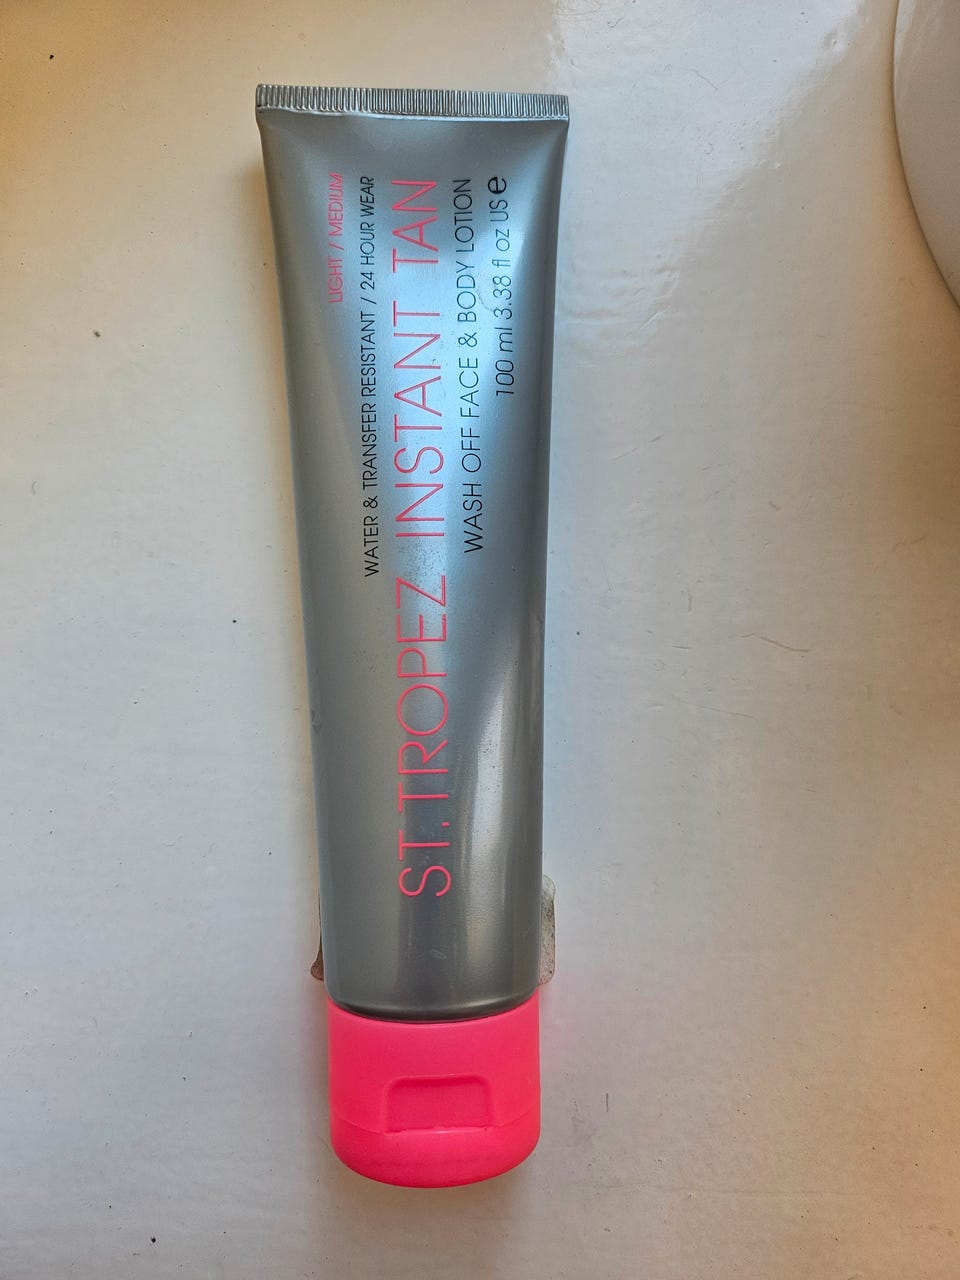 LIGHT / MEDIUM
WATER & TRANSFER RESISTANT / 24 HOUR WEAR
ST.TROPEZ INSTANT TAN
WASH OFF FACE & BODY LOTION
100 ml 3.38 fl oz US e